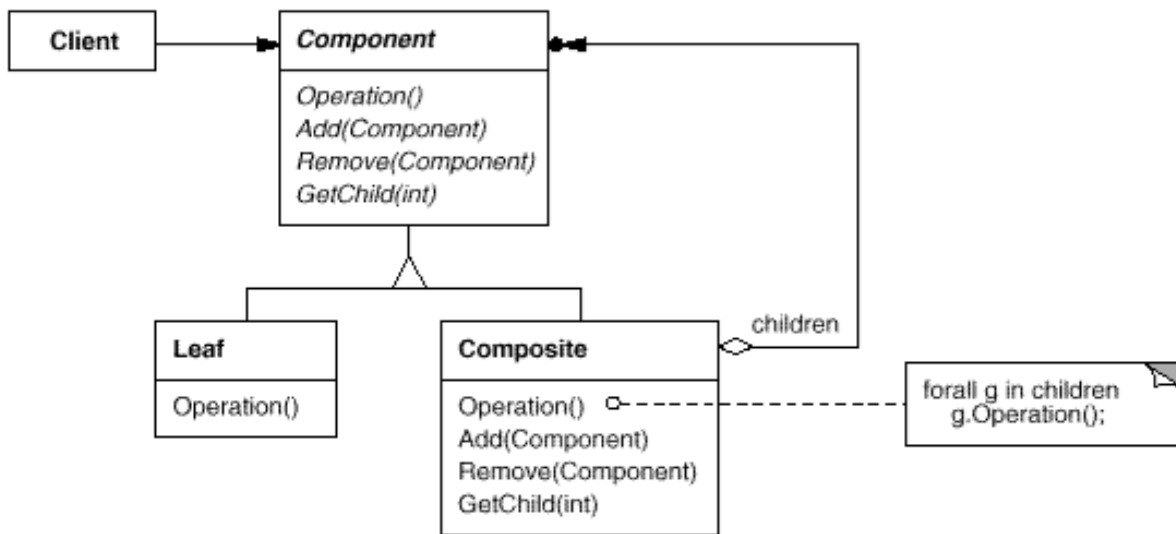 Client
Component
Operation()
Add(Component)
Remove(Component)
GetChild(int)
children
Leaf
Operation()
Composite
Operation()
Add(Component)
Remove(Component)
GetChild(int)
forall g in children
g.Operation();